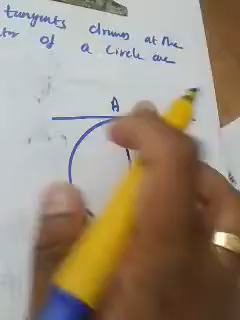 tangents drawn at the
of a circle are
A